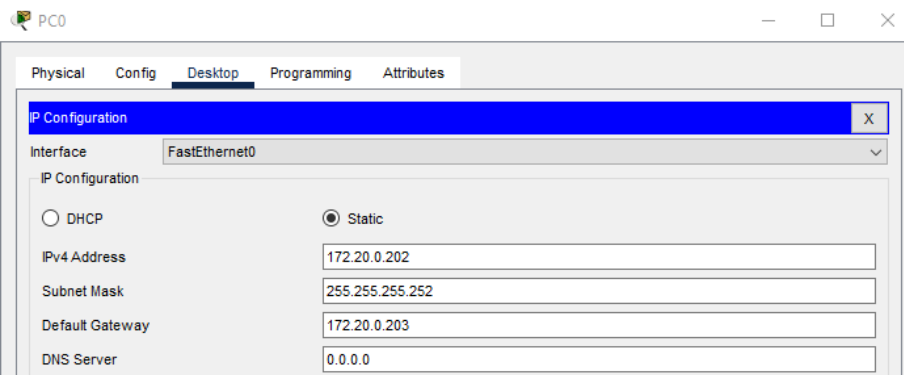 PC0
Physical Config Desktop Programming Attributes
IP Configuration X
Interface FastEthernet0
IP Configuration
DHCP Static
IPv4 Address 172.20.0.202
Subnet Mask 255.255.255.252
Default Gateway 172.20.0.203
DNS Server 0.0.0.0